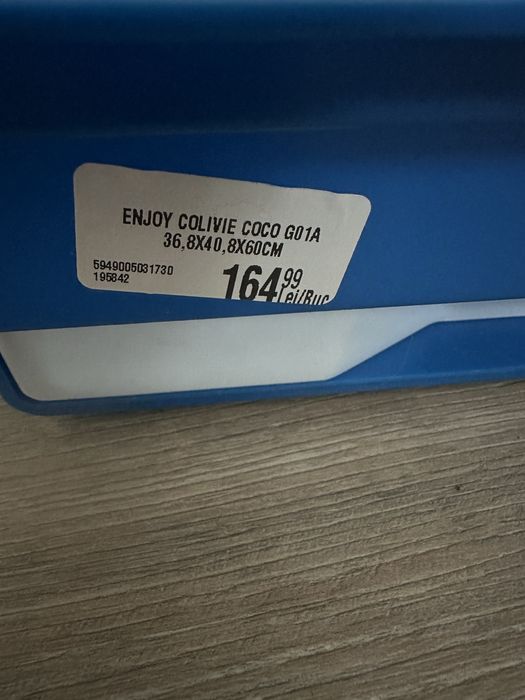 ENJOY COLIVIE COCO G01A
36,8X40,8X60CM
5949005031730
195842
164,99
Lei/Buc